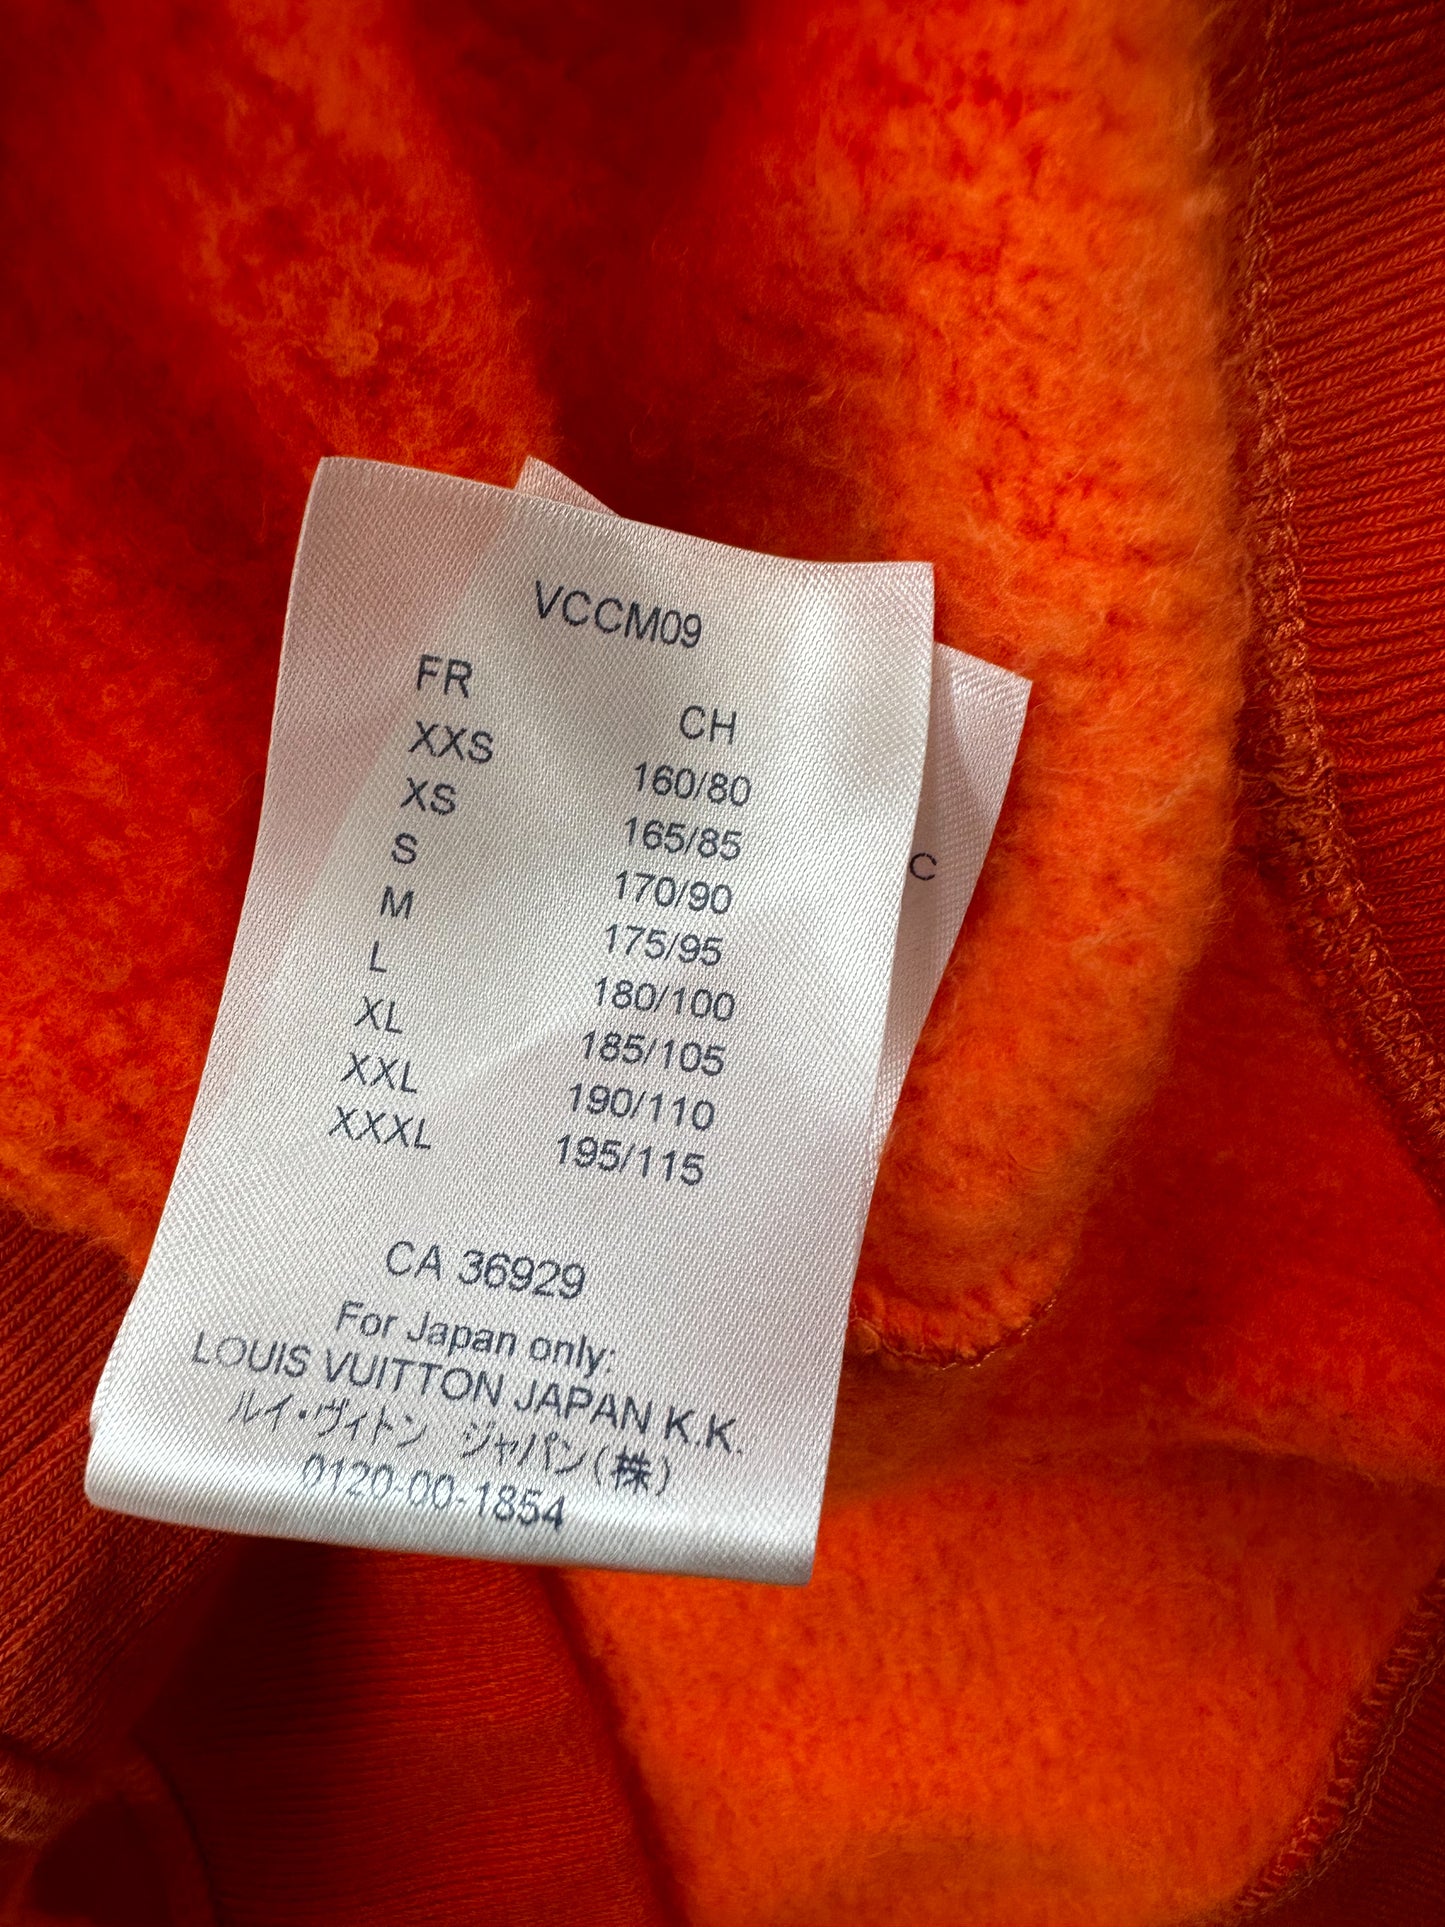 VCCM09
FR CH
XXS 160/80
XS 165/85
S 170/90
M 175/95
L 180/100
XL 185/105
XXL 190/110
XXXL 195/115
CA 36929
For Japan only:
LOUIS VUITTON JAPAN K.K.
ルイ・ヴィトン ジャパン(株)
0120-00-1854
C